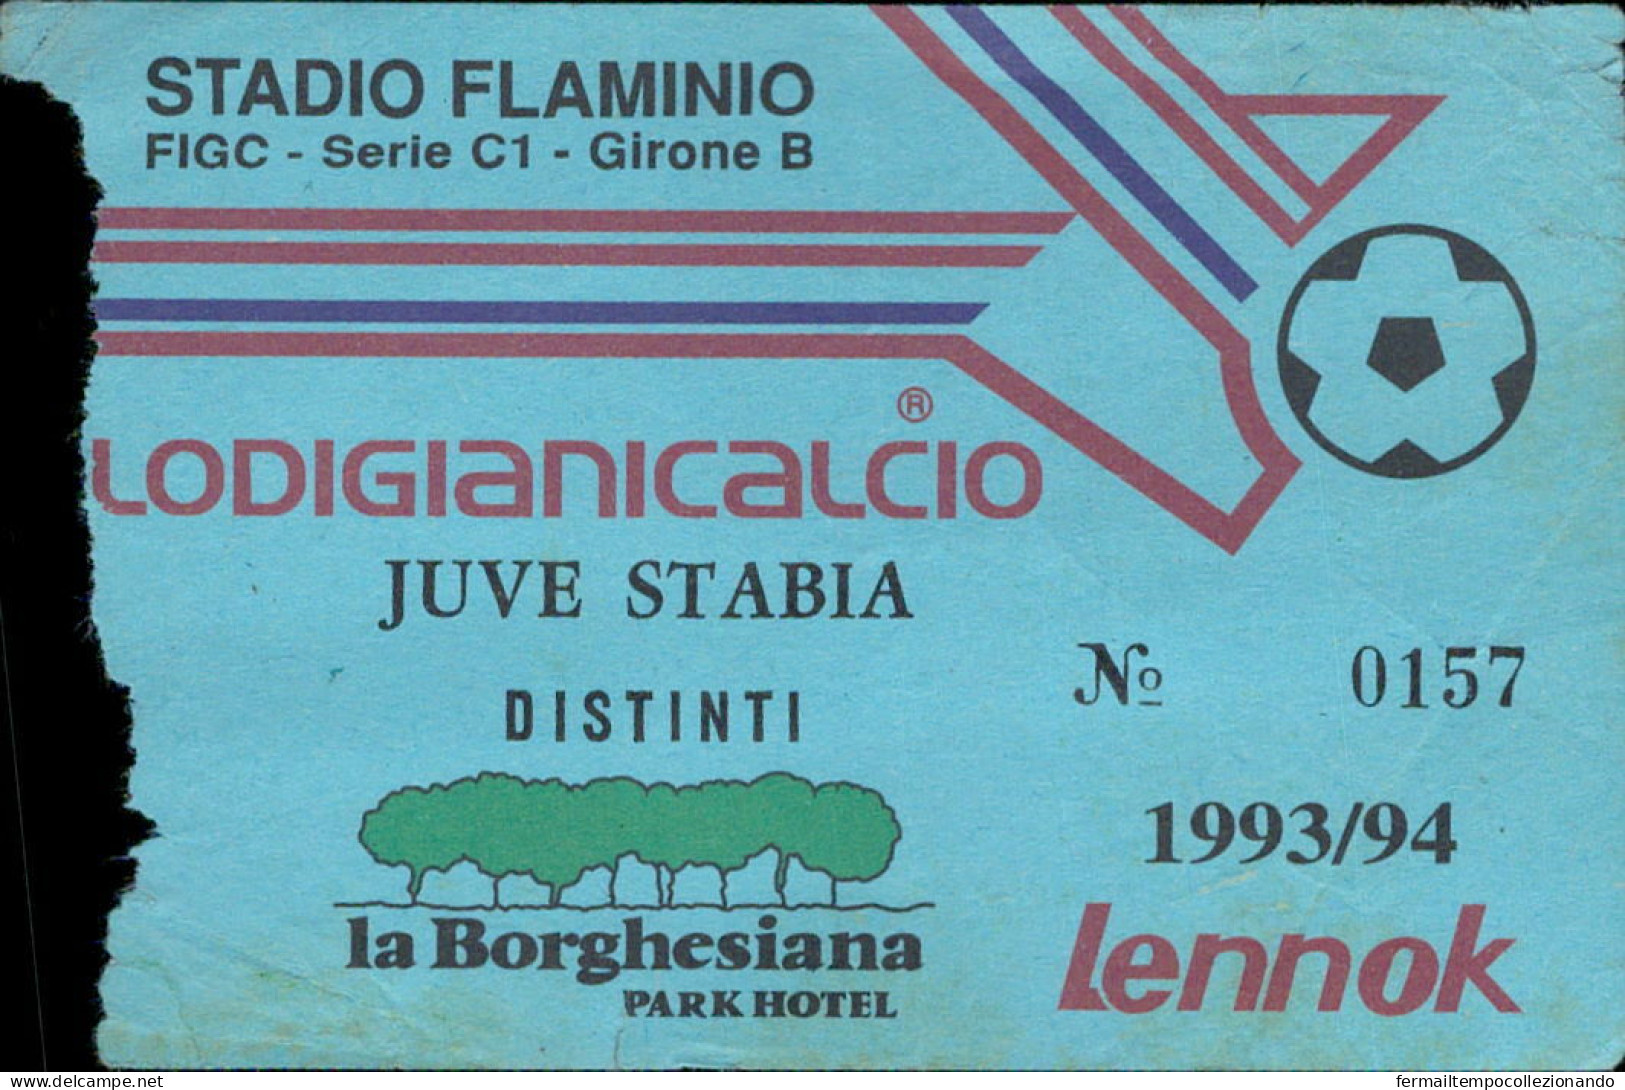 STADIO FLAMINIO
FIGC - Serie C1 - Girone B
®
LODIGIANICALCIO
JUVE STABIA
№ 0157
DISTINTI
1993/94
la Borghesiana
PARK HOTEL
Lennok
delcampe.net
fermailtempocollezionando